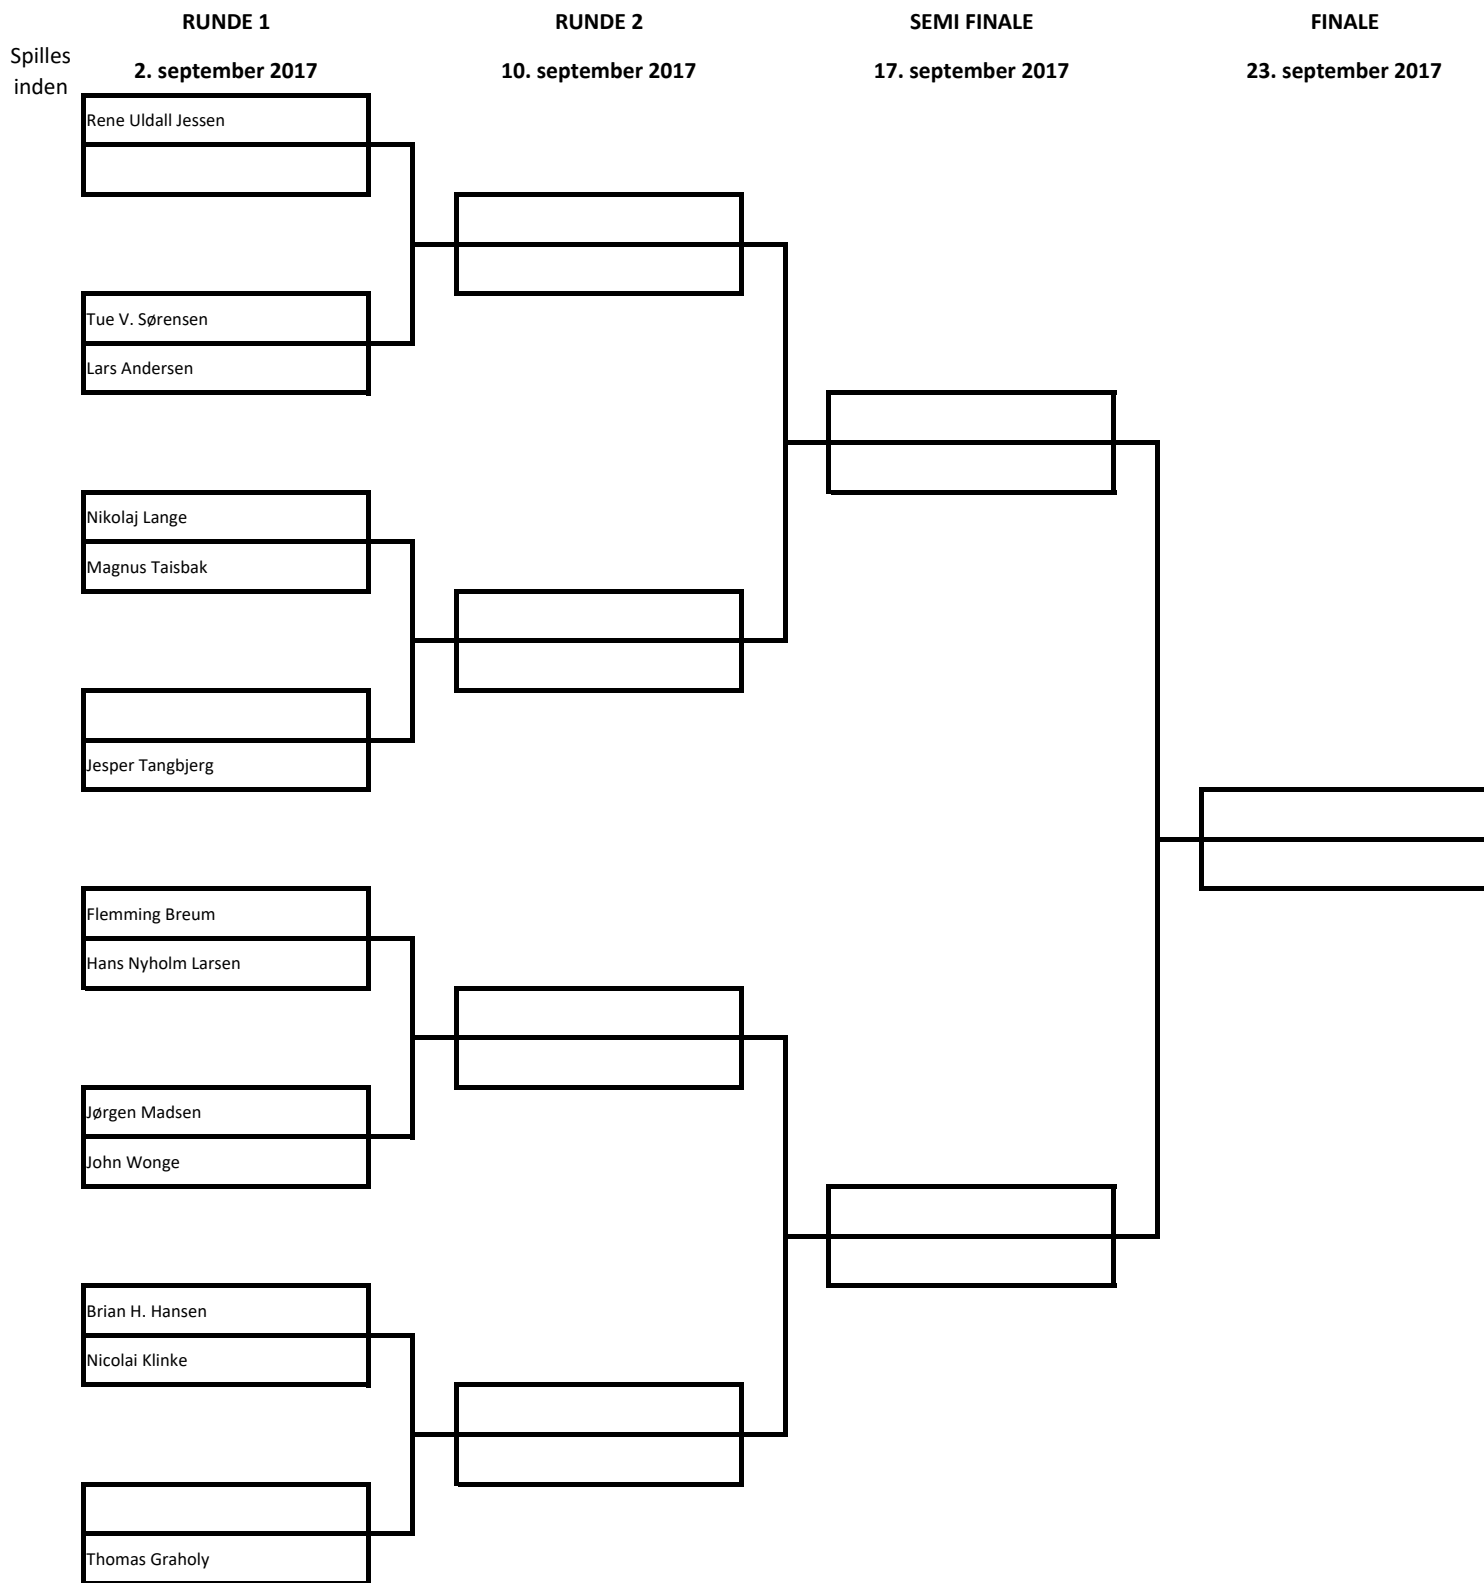 RUNDE 1
RUNDE 2
SEMI FINALE
FINALE
Spilles
inden
2. september 2017
10. september 2017
17. september 2017
23. september 2017
Rene Uldall Jessen
Tue V. Sørensen
Lars Andersen
Nikolaj Lange
Magnus Taisbak
Jesper Tangbjerg
Flemming Breum
Hans Nyholm Larsen
Jørgen Madsen
John Wonge
Brian H. Hansen
Nicolai Klinke
Thomas Graholy